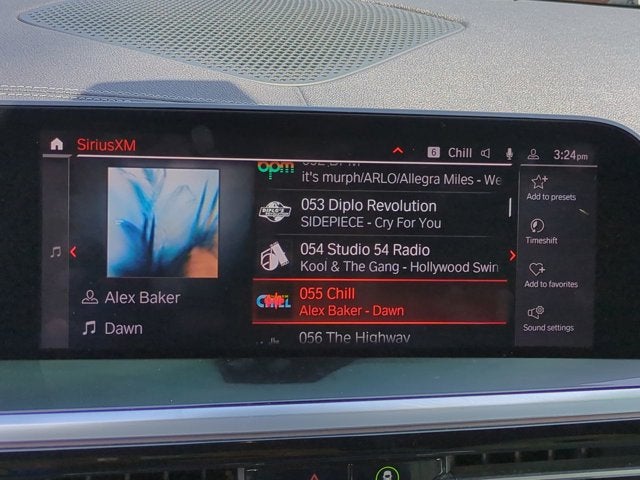 SiriusXM
6 Chill 3:24pm
opm
it's murph/ARLO/Allegra Miles - We
053 Diplo Revolution
SIDEPIECE - Cry For You
054 Studio 54 Radio
Kool & The Gang - Hollywood Swin
055 Chill
Alex Baker - Dawn
056 The Highway
Alex Baker
Dawn
Add to presets
Timeshift
Add to favorites
Sound settings